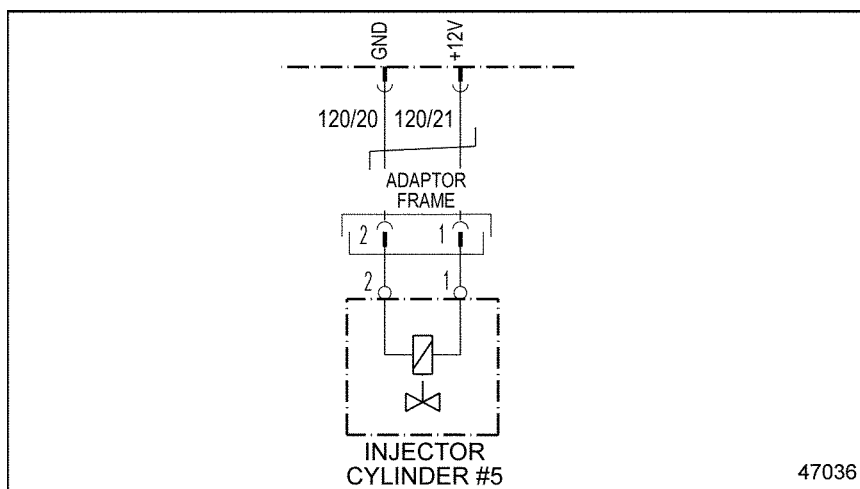 GND +12V
120/20 120/21
ADAPTOR
FRAME
2 1
2 1
INJECTOR
CYLINDER #5
47036